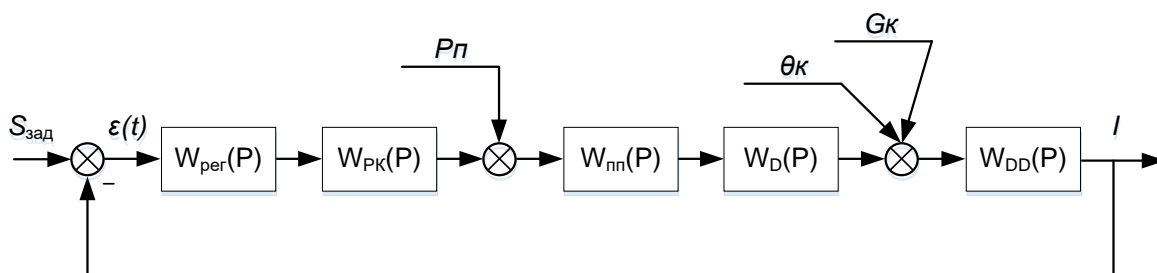 Gк
Pп
θк
Sзад
ε(t)
I
Wрег(P)
WРК(P)
Wпп(P)
WD(P)
WDD(P)
–